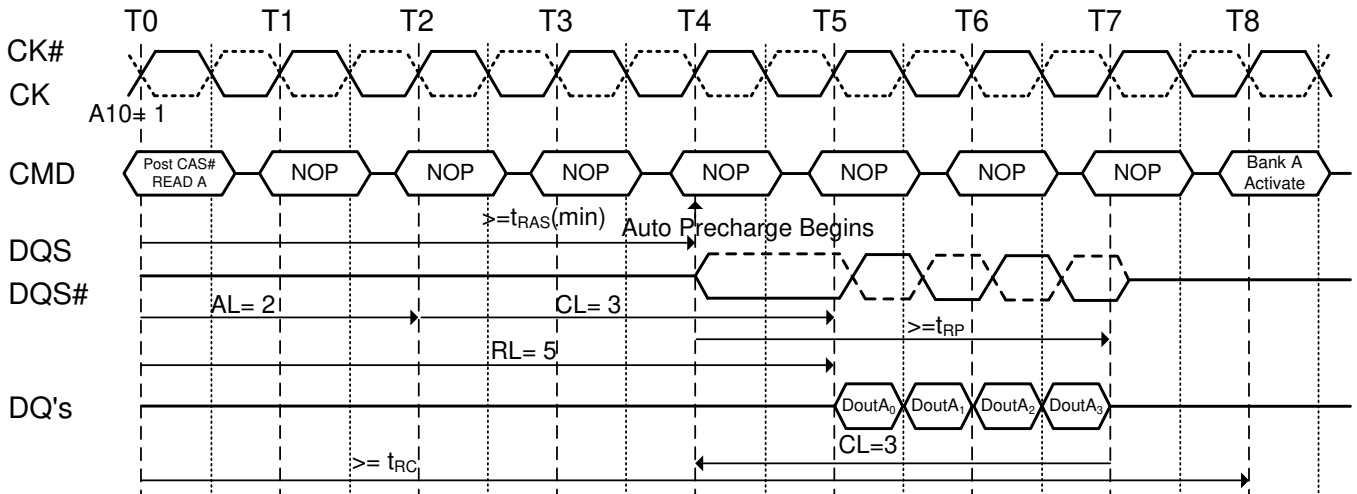 T0 T1 T2 T3 T4 T5 T6 T7 T8
CK#
CK
A10= 1
CMD
Post CAS#
READ A
NOP NOP NOP NOP NOP NOP NOP
Bank A
Activate
>=tRAS(min)
Auto Precharge Begins
DQS
DQS#
AL= 2 CL= 3
>=tRP
RL= 5
DQ's
DoutA0 DoutA1 DoutA2 DoutA3
CL=3
>= tRC